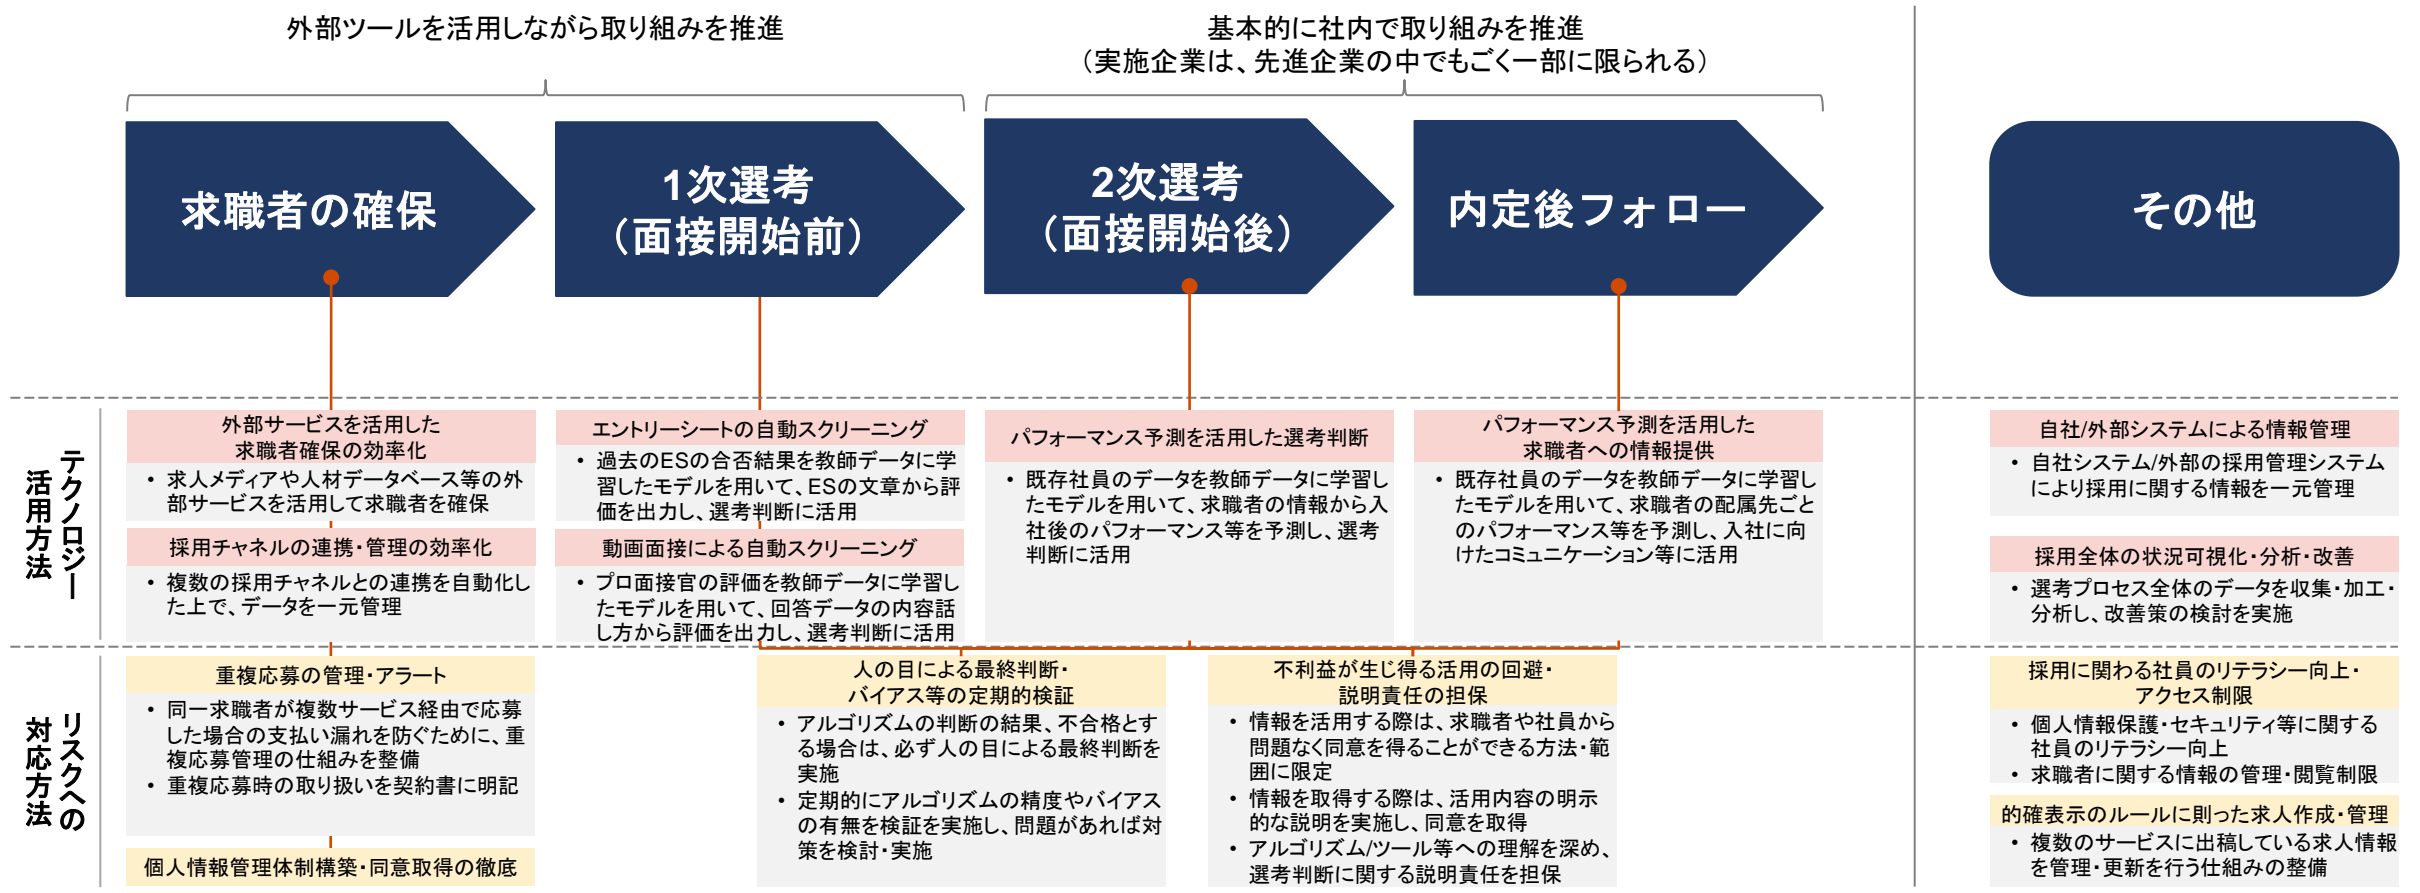 外部ツールを活用しながら取り組みを推進
基本的に社内で取り組みを推進
（実施企業は、先進企業の中でもごく一部に限られる）
求職者の確保
1次選考
（面接開始前）
2次選考
（面接開始後）
内定後フォロー
その他
テクノロジー
活用方法
外部サービスを活用した
求職者確保の効率化
• 求人メディアや人材データベース等の外
部サービスを活用して求職者を確保
採用チャネルの連携・管理の効率化
• 複数の採用チャネルとの連携を自動化し
た上で、データを一元管理
エントリーシートの自動スクリーニング
• 過去のESの合否結果を教師データに学
習したモデルを用いて、ESの文章から評
価を出力し、選考判断に活用
動画面接による自動スクリーニング
• プロ面接官の評価を教師データに学習し
たモデルを用いて、回答データの内容話
し方から評価を出力し、選考判断に活用
パフォーマンス予測を活用した選考判断
• 既存社員のデータを教師データに学習し
たモデルを用いて、求職者の情報から入
社後のパフォーマンス等を予測し、選考
判断に活用
パフォーマンス予測を活用した
求職者への情報提供
• 既存社員のデータを教師データに学習し
たモデルを用いて、求職者の配属先ごと
のパフォーマンス等を予測し、入社に向
けたコミュニケーション等に活用
自社/外部システムによる情報管理
• 自社システム/外部の採用管理システム
により採用に関する情報を一元管理
採用全体の状況可視化・分析・改善
• 選考プロセス全体のデータを収集・加工・
分析し、改善策の検討を実施
リスクへの
対応方法
重複応募の管理・アラート
• 同一求職者が複数サービス経由で応募
した場合の支払い漏れを防ぐために、重
複応募管理の仕組みを整備
• 重複応募時の取り扱いを契約書に明記
個人情報管理体制構築・同意取得の徹底
人の目による最終判断・
バイアス等の定期的検証
• アルゴリズムの判断の結果、不合格とす
る場合は、必ず人の目による最終判断を
実施
• 定期的にアルゴリズムの精度やバイアス
の有無を検証を実施し、問題があれば対
策を検討・実施
不利益が生じ得る活用の回避・
説明責任の担保
• 情報を活用する際は、求職者や社員から
問題なく同意を得ることができる方法・範
囲に限定
• 情報を取得する際は、活用内容の明示
的な説明を実施し、同意を取得
• アルゴリズム/ツール等への理解を深め、
選考判断に関する説明責任を担保
採用に関わる社員のリテラシー向上・
アクセス制限
• 個人情報保護・セキュリティ等に関する
社員のリテラシー向上
• 求職者に関する情報の管理・閲覧制限
的確表示のルールに則った求人作成・管理
• 複数のサービスに出稿している求人情報
を管理・更新を行う仕組みの整備